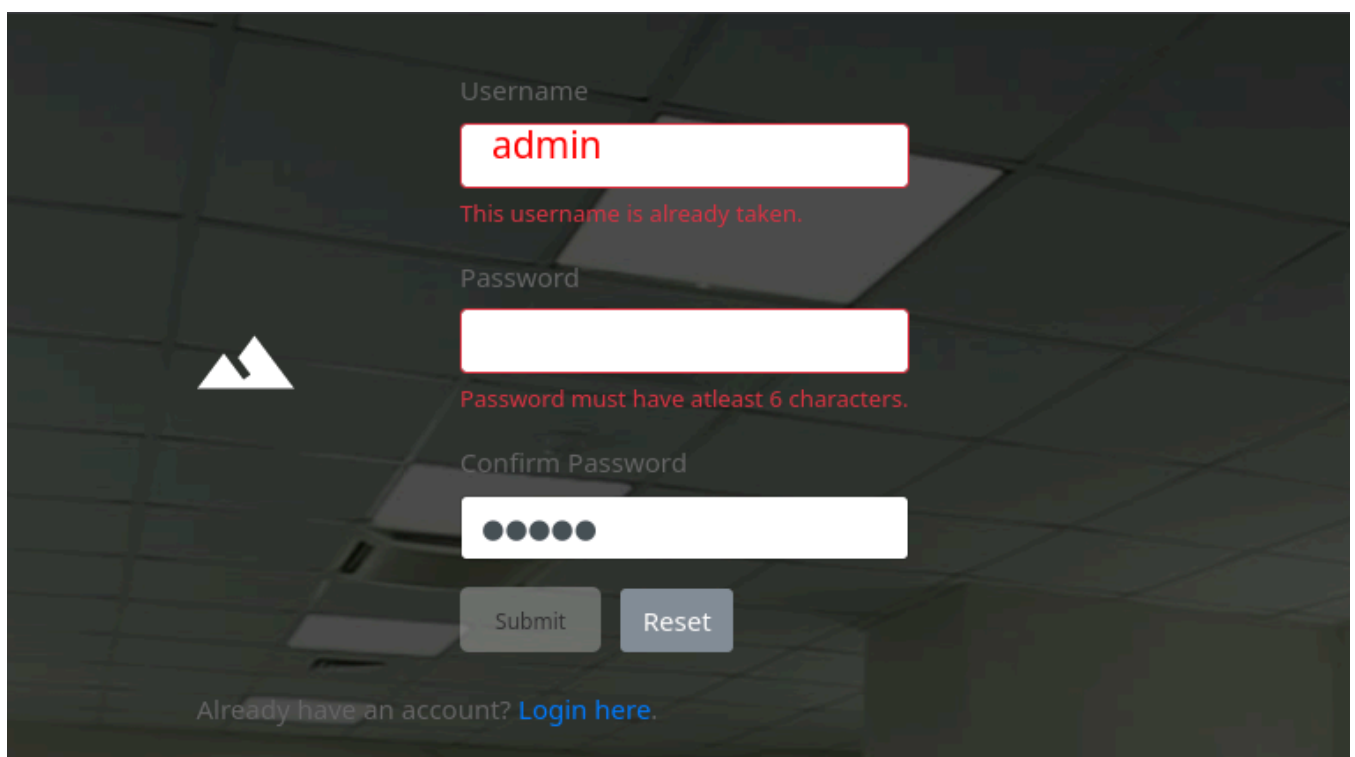 Username
admin
This username is already taken.
Password
Password must have atleast 6 characters.
Confirm Password
●●●●●
Submit Reset
Already have an account? Login here.